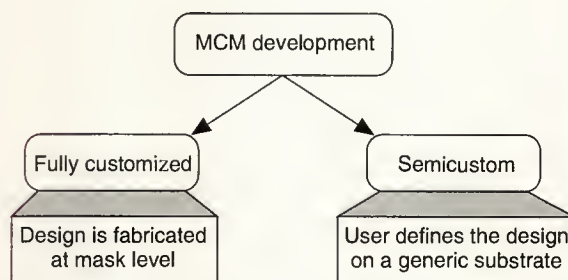 MCM development
Fully customized
Semicustom
Design is fabricated
at mask level
User defines the design
on a generic substrate